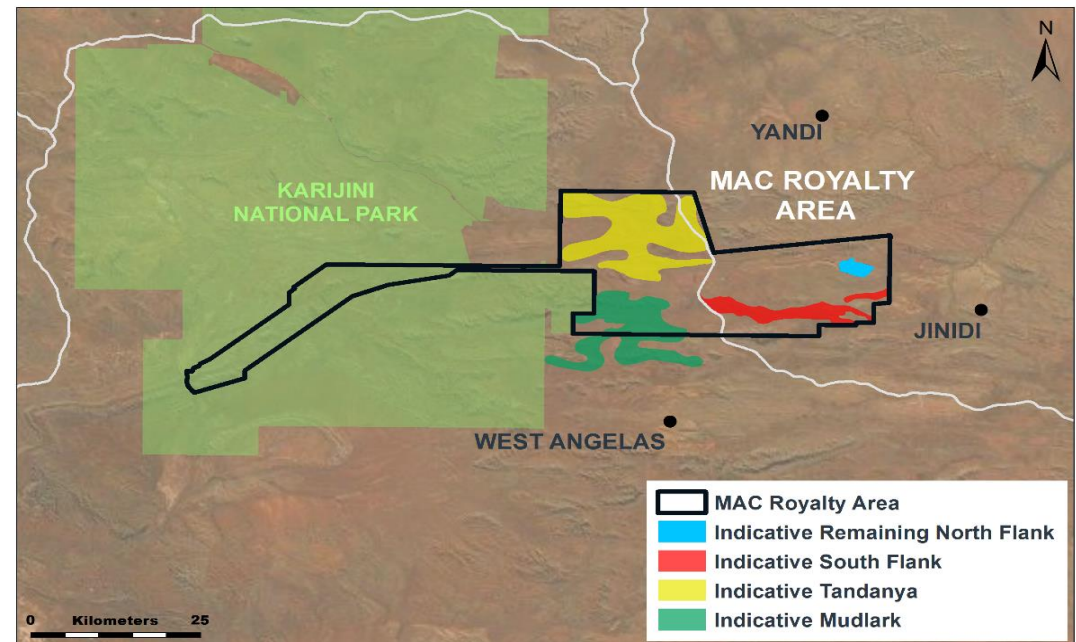 N
YANDI
MAC ROYALTY
AREA
KARIJINI
NATIONAL PARK
JINIDI
WEST ANGELAS
MAC Royalty Area
Indicative Remaining North Flank
Indicative South Flank
Indicative Tandanya
Indicative Mudlark
0 Kilometers 25